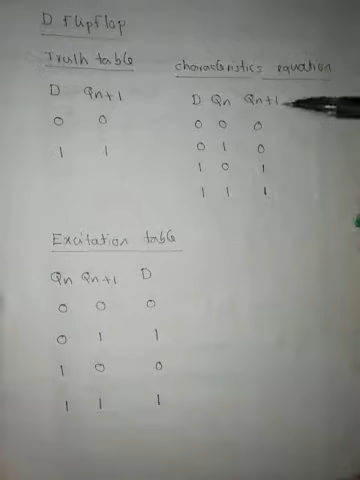 D flipflop
Truth table
D Qn+1
0 0
1 1
characteristics equation
D Qn Qn+1
0 0 0
0 1 0
1 0 1
1 1 1
Excitation table
Qn Qn+1 D
0 0 0
0 1 1
1 0 0
1 1 1